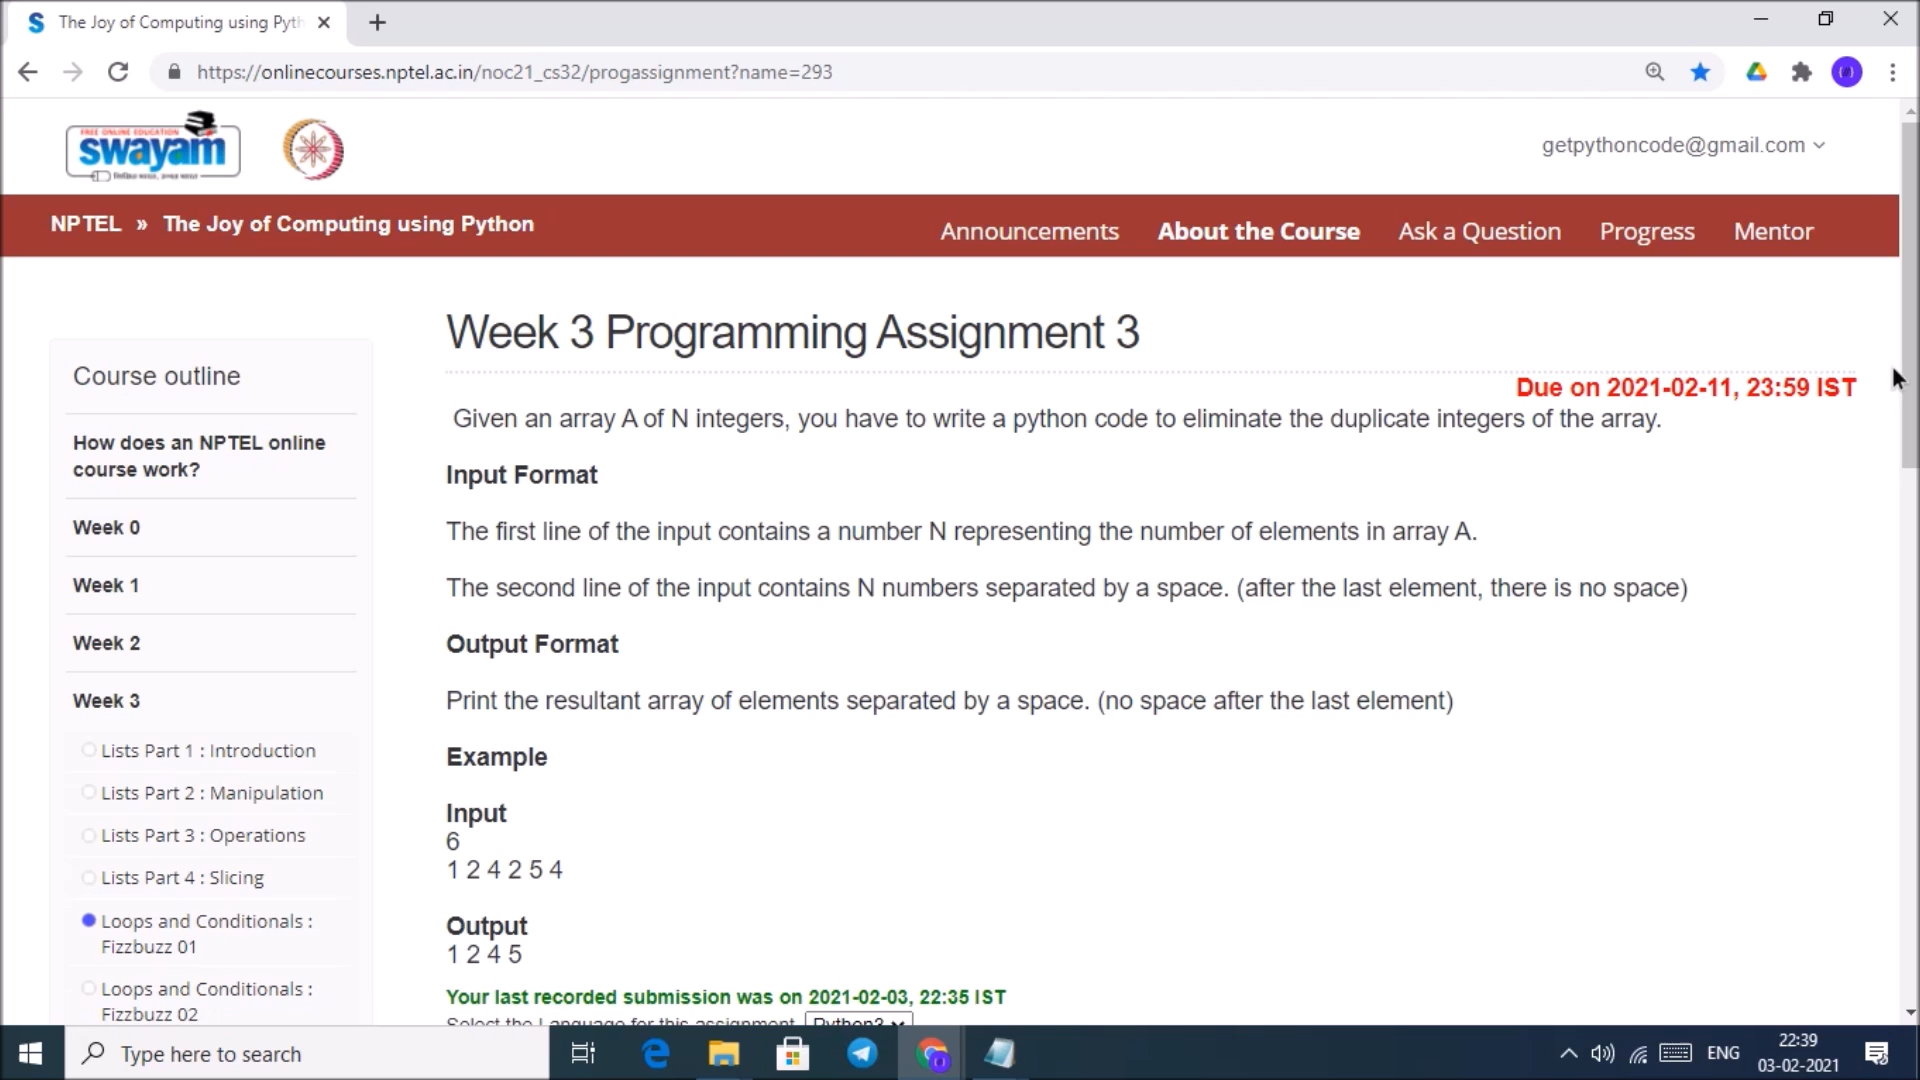 The Joy of Computing using Pyth
https://onlinecourses.nptel.ac.in/noc21_cs32/progassignment?name=293
FREE ONLINE EDUCATION
swayam
getpythoncode@gmail.com
NPTEL » The Joy of Computing using Python
Announcements About the Course Ask a Question Progress Mentor
Week 3 Programming Assignment 3
Due on 2021-02-11, 23:59 IST
Given an array A of N integers, you have to write a python code to eliminate the duplicate integers of the array.
Input Format
The first line of the input contains a number N representing the number of elements in array A.
The second line of the input contains N numbers separated by a space. (after the last element, there is no space)
Output Format
Print the resultant array of elements separated by a space. (no space after the last element)
Example
Input
6
1 2 4 2 5 4
Output
1 2 4 5
Your last recorded submission was on 2021-02-03, 22:35 IST
Select the Language for this assignment. Python3
Course outline
How does an NPTEL online
course work?
Week 0
Week 1
Week 2
Week 3
Lists Part 1 : Introduction
Lists Part 2 : Manipulation
Lists Part 3 : Operations
Lists Part 4 : Slicing
Loops and Conditionals :
Fizzbuzz 01
Loops and Conditionals :
Fizzbuzz 02
Type here to search
ENG
22:39
03-02-2021